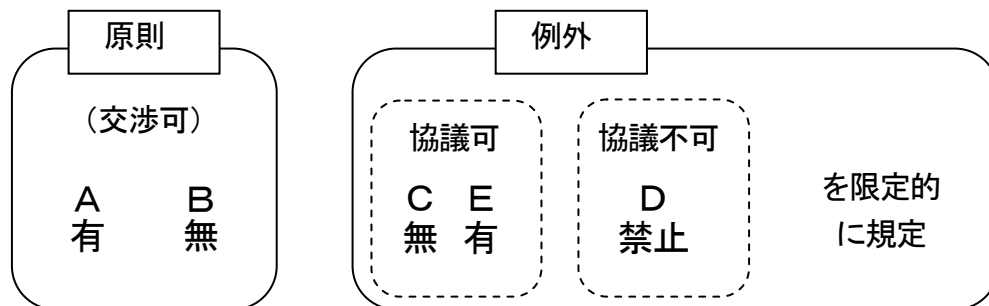 原則
(交渉可)
A B
有 無
例外
協議可
C E
無 有
協議不可
D
禁止
を限定的
に規定